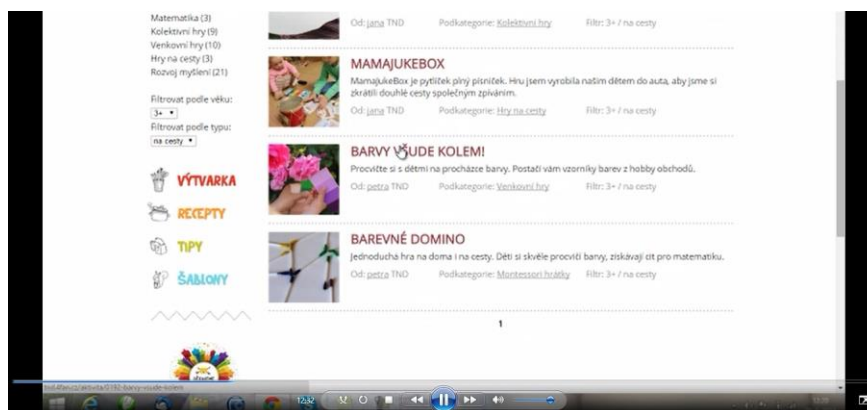 Matematika (3)
Kolektivní hry (9)
Venkovní hry (10)
Hry na cesty (3)
Rozvoj myšlení (21)
Filtrovat podle věku:
3+
Filtrovat podle typu:
na cesty
VÝTVARKA
RECEPTY
TIPY
ŠABLONY
Od: jana TND Podkategorie: Kolektivní hry Filtr: 3+ / na cesty
MAMAJUKEBOX
MamaJukeBox je pytlíček plný písniček. Hru jsem vyrobila našim dětem do auta, aby jsme si
zkrátili douhlé cesty společným zpíváním.
Od: jana TND Podkategorie: Hry na cesty Filtr: 3+ / na cesty
BARVY VŠUDE KOLEM!
Procvičte si s dětmi na procházce barvy. Postačí vám vzorníky barev z hobby obchodů.
Od: petra TND Podkategorie: Venkovní hry Filtr: 3+ / na cesty
BAREVNÉ DOMINO
Jednoduchá hra na doma i na cesty. Děti si skvěle procvičí barvy, získávají cit pro matematiku.
Od: petra TND Podkategorie: Montessori hrátky Filtr: 3+ / na cesty
1
12:32